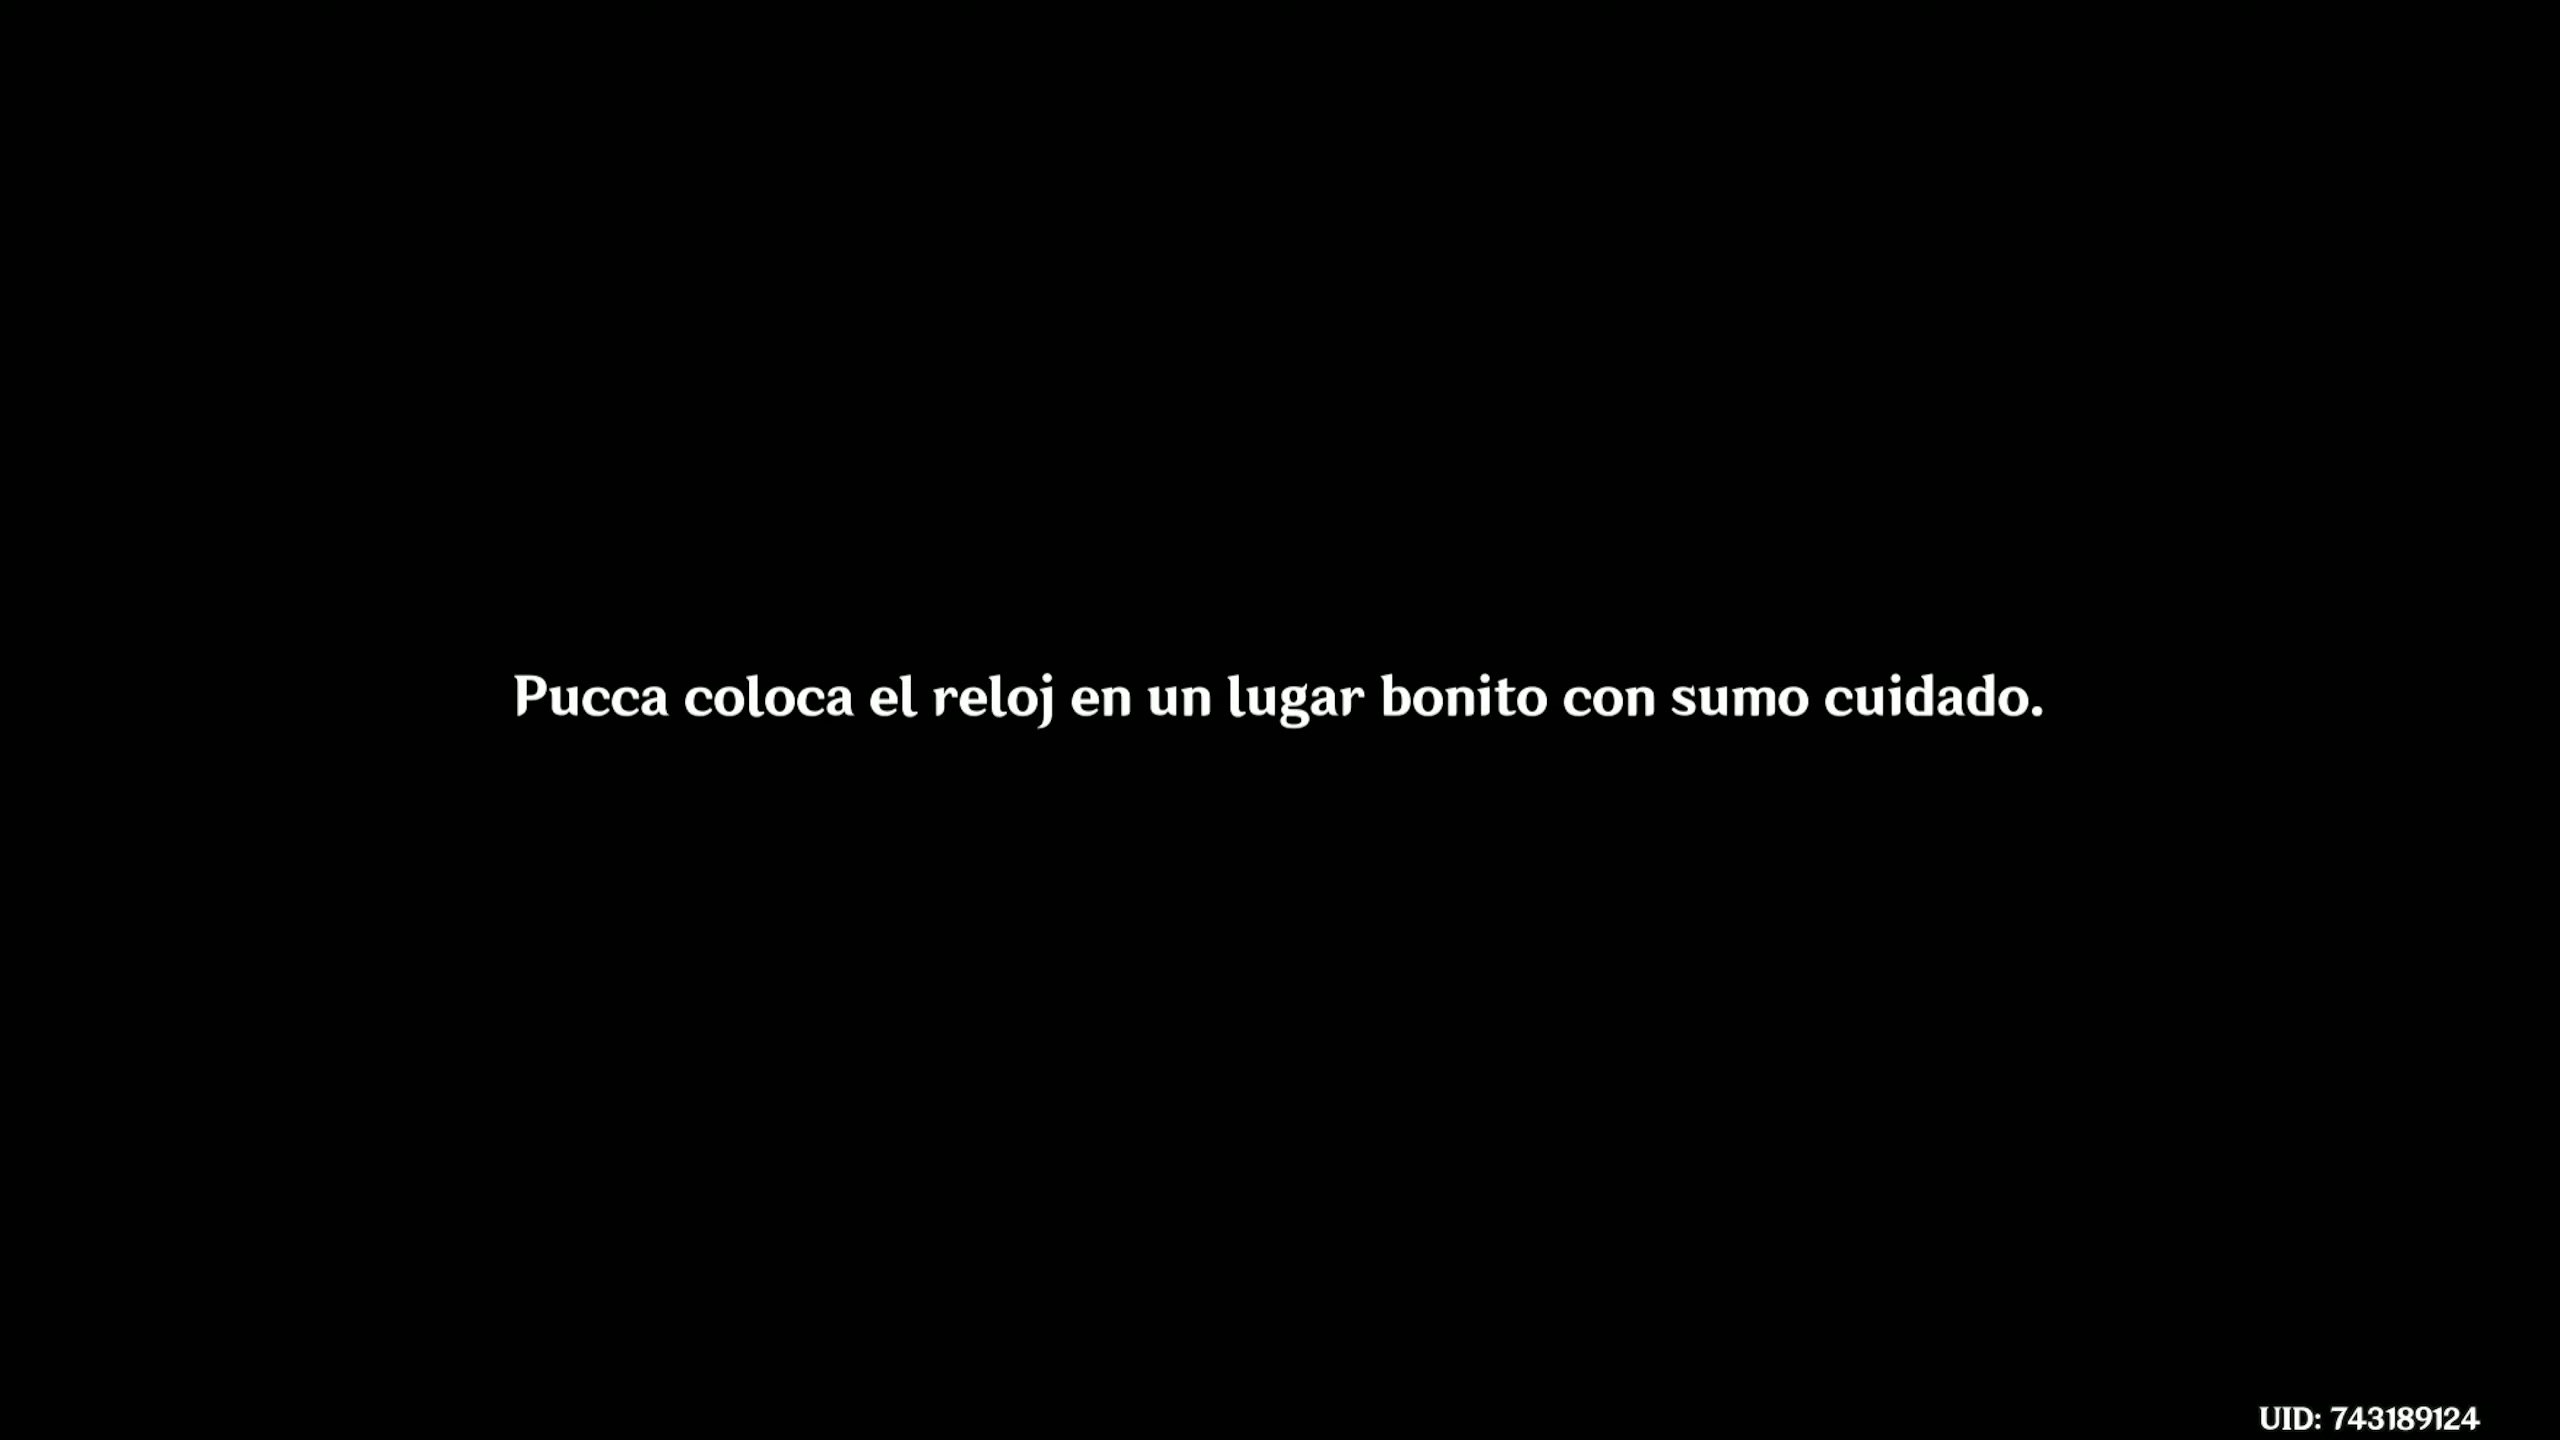 Pucca coloca el reloj en un lugar bonito con sumo cuidado.
UID: 743189124